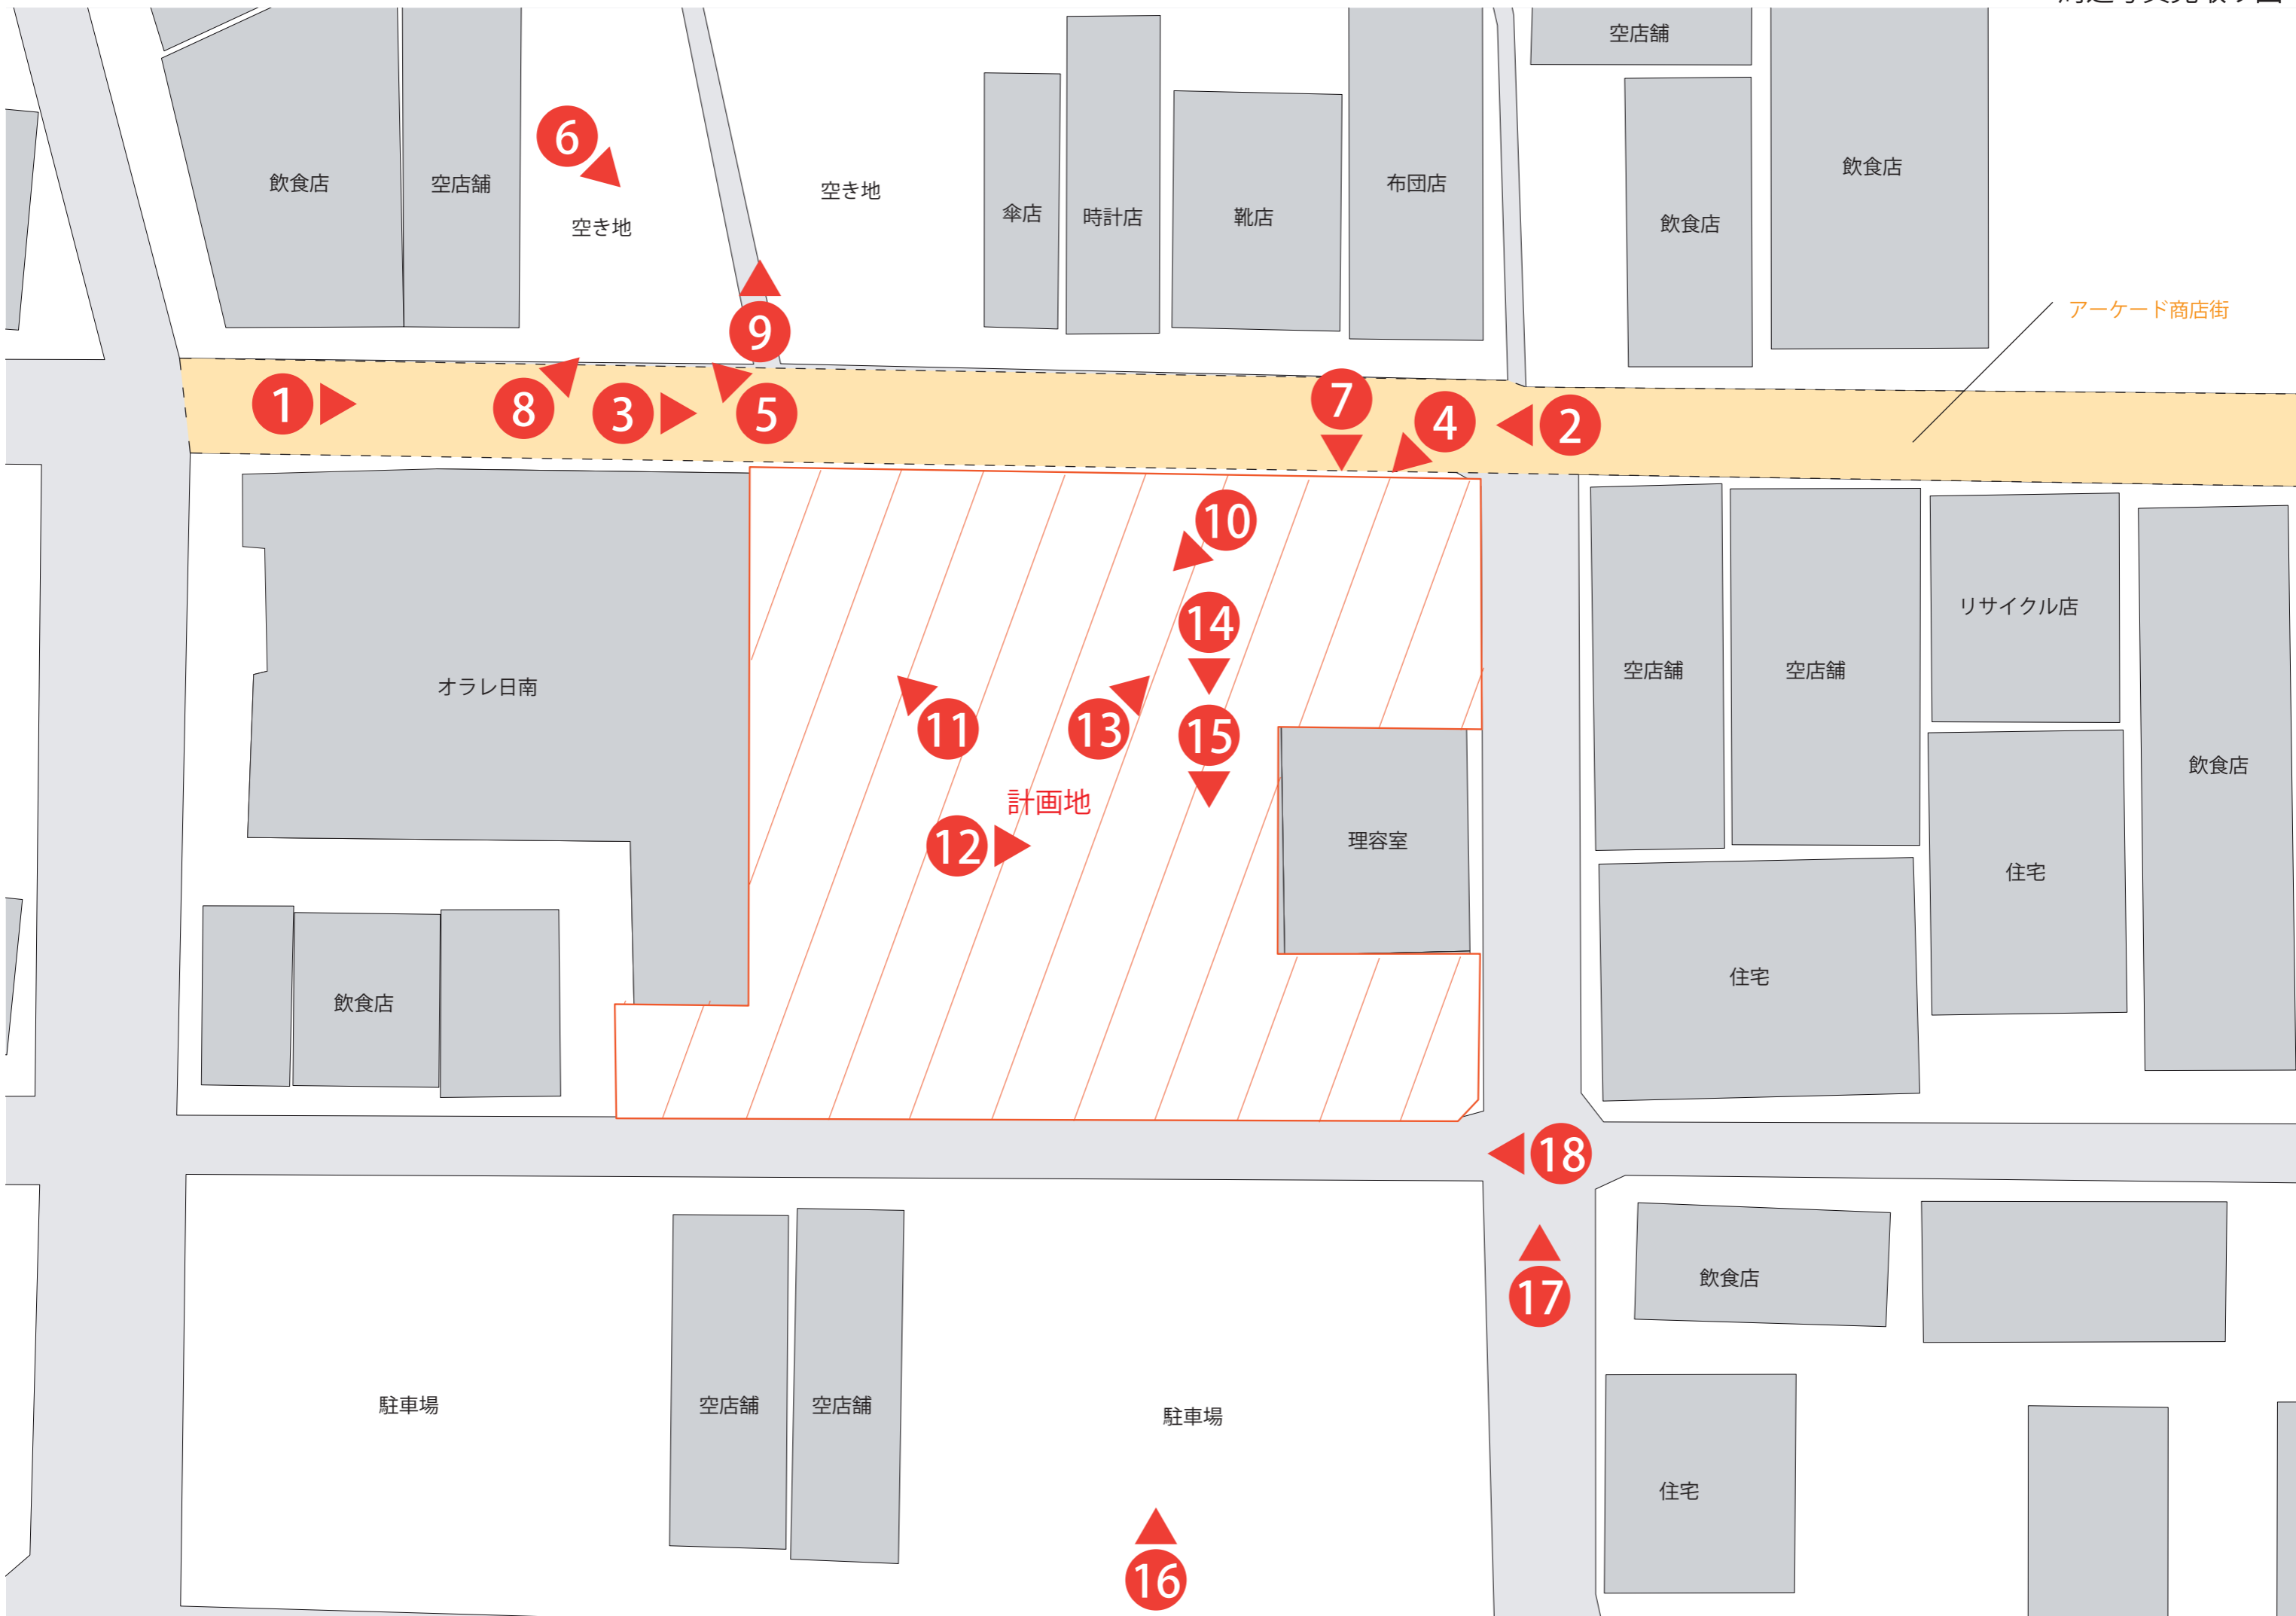 空店舗
6
飲食店
飲食店
空店舗
空き地
布団店
空き地
傘店
時計店
靴店
飲食店
アーケード商店街
9
1
8
3
5
7
4
2
10
リサイクル店
14
オラレ日南
空店舗
空店舗
11
13
15
飲食店
計画地
12
理容室
住宅
飲食店
住宅
18
飲食店
17
駐車場
空店舗
空店舗
駐車場
住宅
16